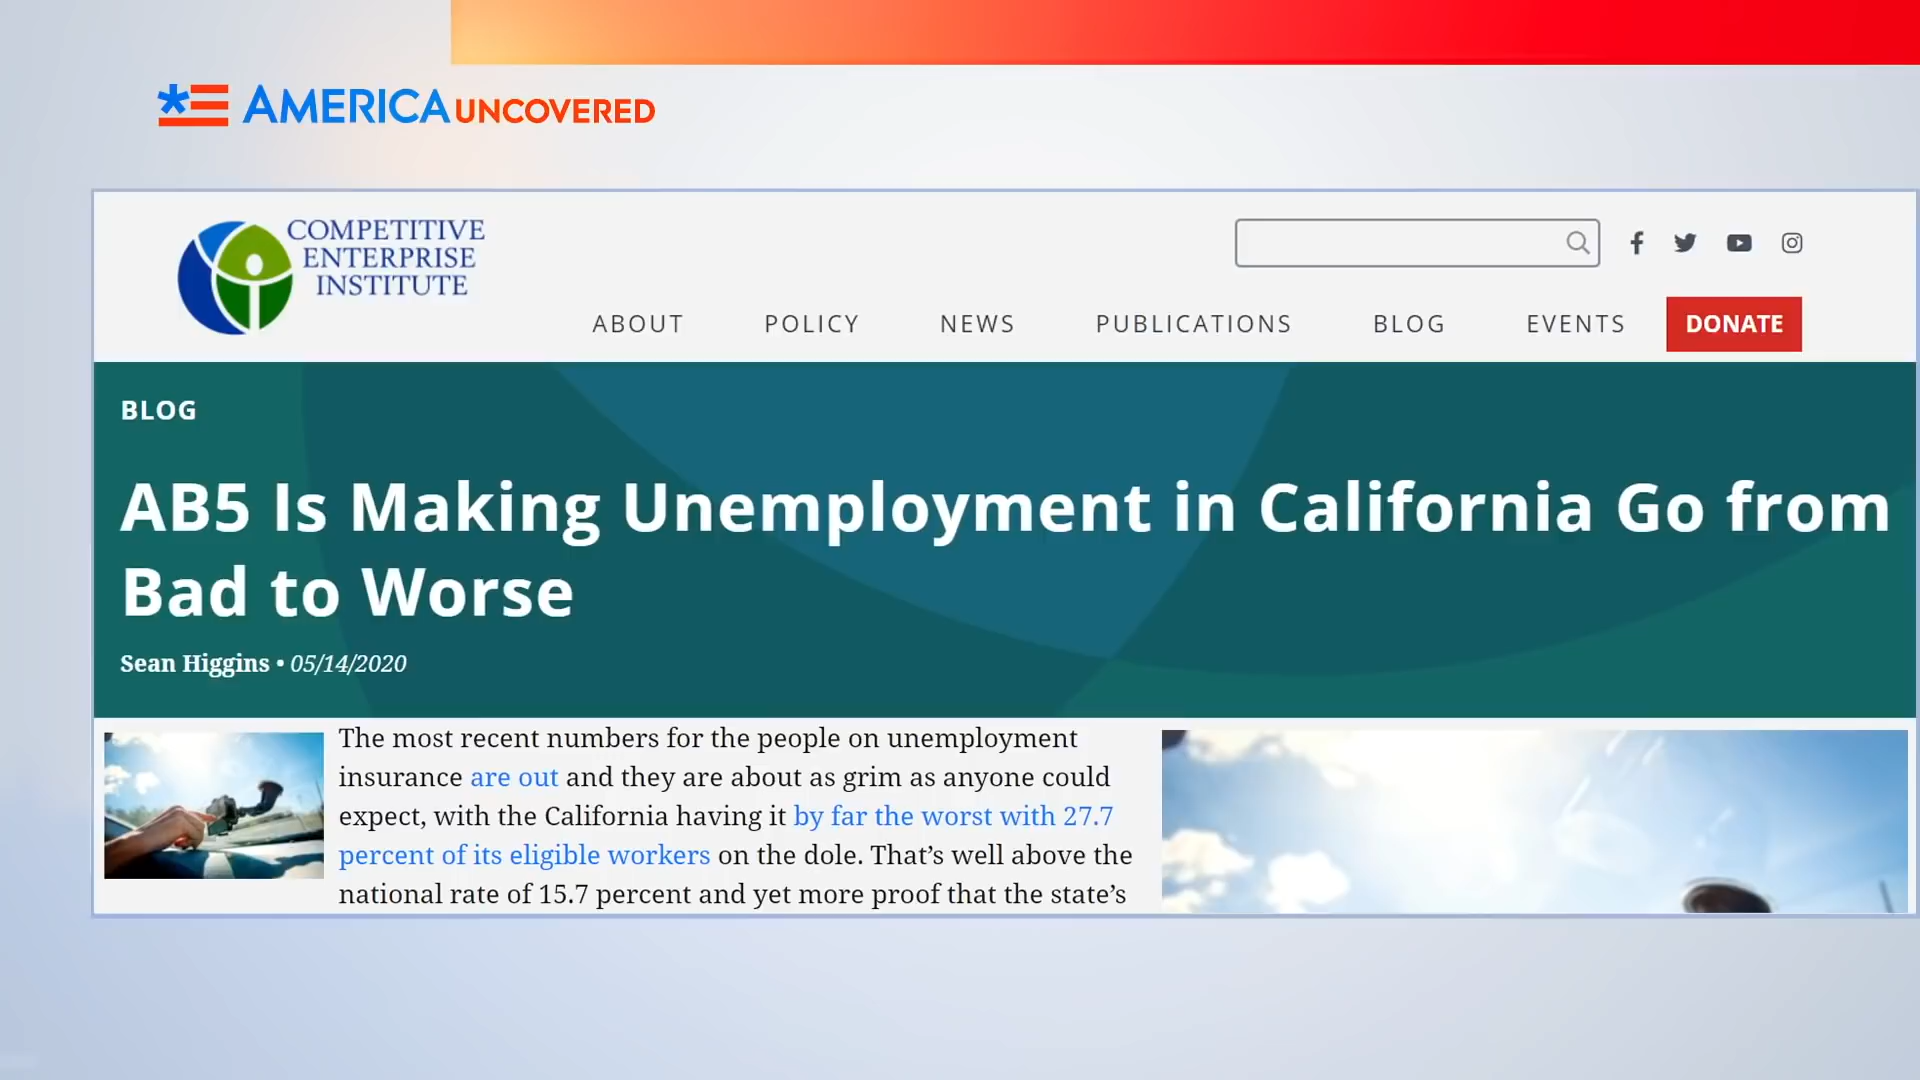 AMERICA UNCOVERED
COMPETITIVE
ENTERPRISE
INSTITUTE
ABOUT POLICY NEWS PUBLICATIONS BLOG EVENTS DONATE
BLOG
AB5 Is Making Unemployment in California Go from
Bad to Worse
Sean Higgins • 05/14/2020
The most recent numbers for the people on unemployment
insurance are out and they are about as grim as anyone could
expect, with the California having it by far the worst with 27.7
percent of its eligible workers on the dole. That’s well above the
national rate of 15.7 percent and yet more proof that the state’s